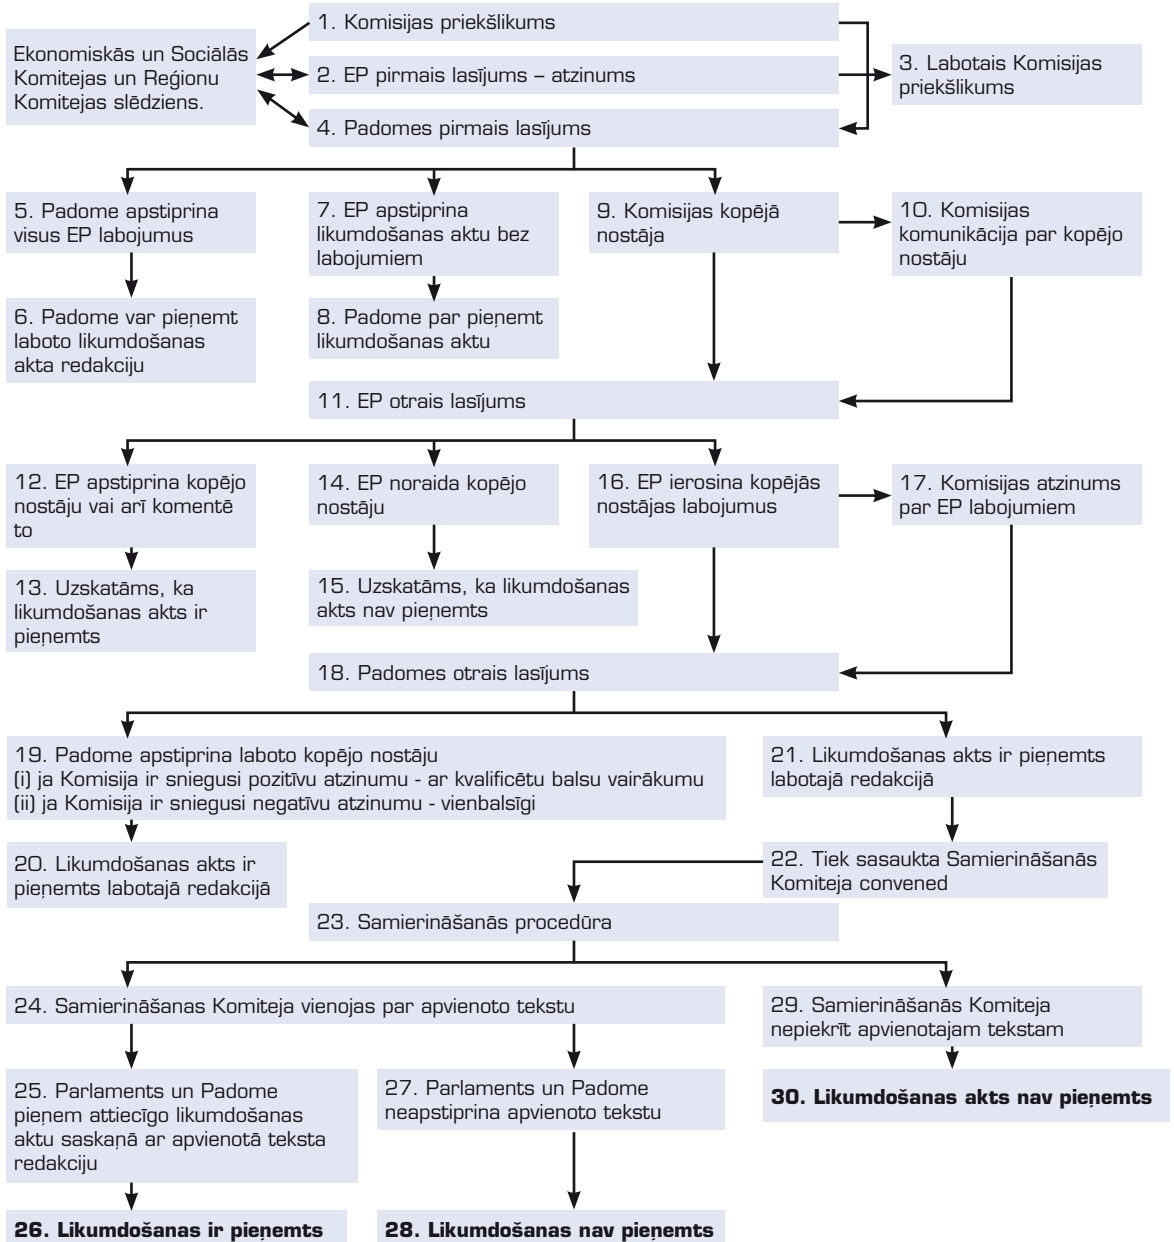 1. Komisijas priekšlikums
Ekonomiskās un Sociālās
Komitejas un Reģionu
Komitejas slēdziens.
2. EP pirmais lasījums – atzinums
3. Labotais Komisijas
priekšlikums
4. Padomes pirmais lasījums
5. Padome apstiprina
visus EP labojumus
6. Padome var pieņemt
laboto likumdošanas
akta redakciju
7. EP apstiprina
likumdošanas aktu bez
labojumiem
8. Padome par pieņemt
likumdošanas aktu
9. Komisijas kopējā
nostāja
10. Komisijas
komunikācija par kopējo
nostāju
11. EP otrais lasījums
12. EP apstiprina kopējo
nostāju vai arī komentē
to
13. Uzskatāms, ka
likumdošanas akts ir
pieņemts
14. EP noraida kopējo
nostāju
15. Uzskatāms, ka likumdošanas
akts nav pieņemts
16. EP ierosina kopējās
nostājas labojumus
17. Komisijas atzinums
par EP labojumiem
18. Padomes otrais lasījums
19. Padome apstiprina laboto kopējo nostāju
(i) ja Komisija ir sniegusi pozitīvu atzinumu - ar kvalificētu balsu vairākumu
(ii) ja Komisija ir sniegusi negatīvu atzinumu - vienbalsīgi
20. Likumdošanas akts ir
pieņemts labotajā redakcijā
21. Likumdošanas akts ir pieņemts
labotajā redakcijā
22. Tiek sasaukta Samierināšanās
Komiteja convened
23. Samierināšanās procedūra
24. Samierināšanas Komiteja vienojas par apvienoto tekstu
25. Parlaments un Padome
pieņem attiecīgo likumdošanas
aktu saskaņā ar apvienotā teksta
redakciju
26. Likumdošanas ir pieņemts
27. Parlaments un Padome
neapstiprina apvienoto tekstu
28. Likumdošanas nav pieņemts
29. Samierināšanās Komiteja
nepiekrīt apvienotajam tekstam
30. Likumdošanas akts nav pieņemts